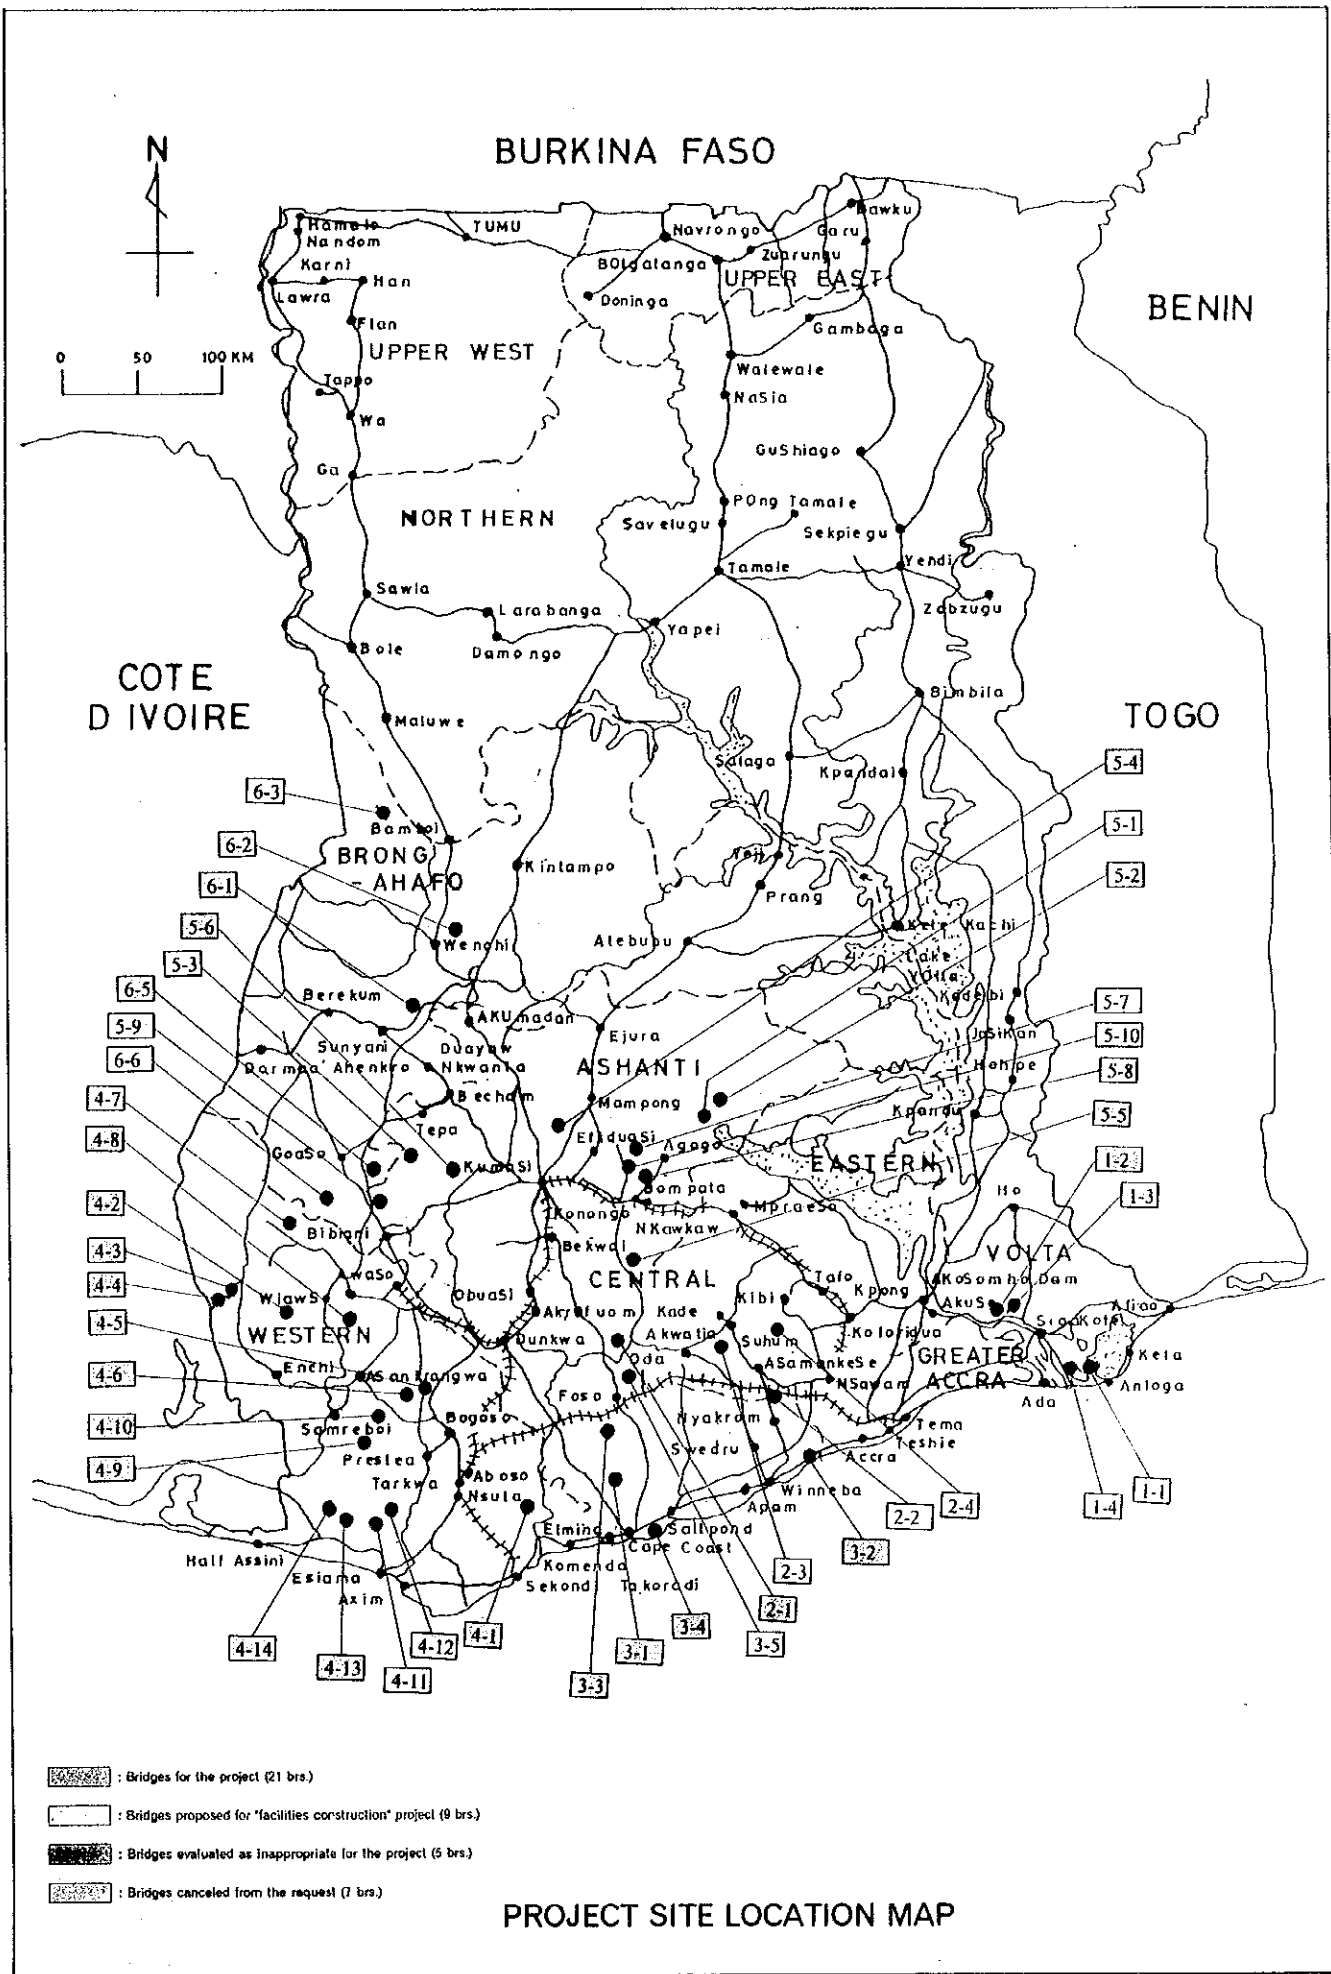 BURKINA FASO
N
BENIN
TOGO
COTE
D IVOIRE
0 50 100 KM
Hamelo
Nandom
Karni
Lawra
Han
Flan
UPPER WEST
Tappo
Wa
Ga
TUMU
Navrongo
BOlgatanga
Zuarungu
UPPER EAST
Bawku
Garu
Doninga
Gambaga
Walewale
NaSia
GuShiago
NORTHERN
POng Tamale
Savelugu
Sekpiegu
Tamale
Yendi
Zabzugu
Sawla
Larabanga
Damongo
Yapei
Bole
Maluwe
Bimbila
Salaga
Kpandai
Bamboi
BRONG
- AHAFO
Kintampo
Yeji
Prang
Wenchi
Atebubu
Kete Kachi
Lake
Volta
Kadeibi
Berekum
AKUmadan
Ejura
JaSiKan
Sunyani
Duayaw
Nkwanta
Darmaa Ahenkro
ASHANTI
Hohpe
Becham
Mampong
Kpandu
Tepa
EffiduaSi
Agogo
GoaSo
KumaSi
EASTERN
Bompata
Konongo
NKawkaw
MpraeSo
Ho
Bibiani
Bekwai
VOLTA
AwaSo
CENTRAL
Tafo
Kpong
AKoSombo Dam
ObuaSi
Kibi
AkuSe
Aflao
WiawS
Akrofuom
Kade
Koforidua
WESTERN
Dunkwa
Akwatia
Suhum
Keta
Oda
ASamankeSe
GREATER
ACCRA
Enchi
ASankrangwa
NSawam
Anloga
Ada
Foso
Samreboi
Bogoso
Nyakrom
Tema
Teshie
Prestea
Swedru
Accra
Tarkwa
Aboso
Nsuta
Winneba
Apam
Saltpond
Elmina
Cape Coast
Half Assini
Komenda
Esiama
Axim
Sekond
Takoradi
6-3
6-2
6-1
5-6
5-3
6-5
5-9
6-6
4-7
4-8
4-2
4-3
4-4
4-5
4-6
4-10
4-9
5-4
5-1
5-2
5-7
5-10
5-8
5-5
1-2
1-3
1-1
1-4
2-4
2-2
3-2
2-3
2-1
3-5
3-4
3-1
3-3
4-1
4-12
4-11
4-13
4-14
: Bridges for the project (21 brs.)
: Bridges proposed for "facilities construction" project (9 brs.)
: Bridges evaluated as inappropriate for the project (5 brs.)
: Bridges canceled from the request (7 brs.)
PROJECT SITE LOCATION MAP